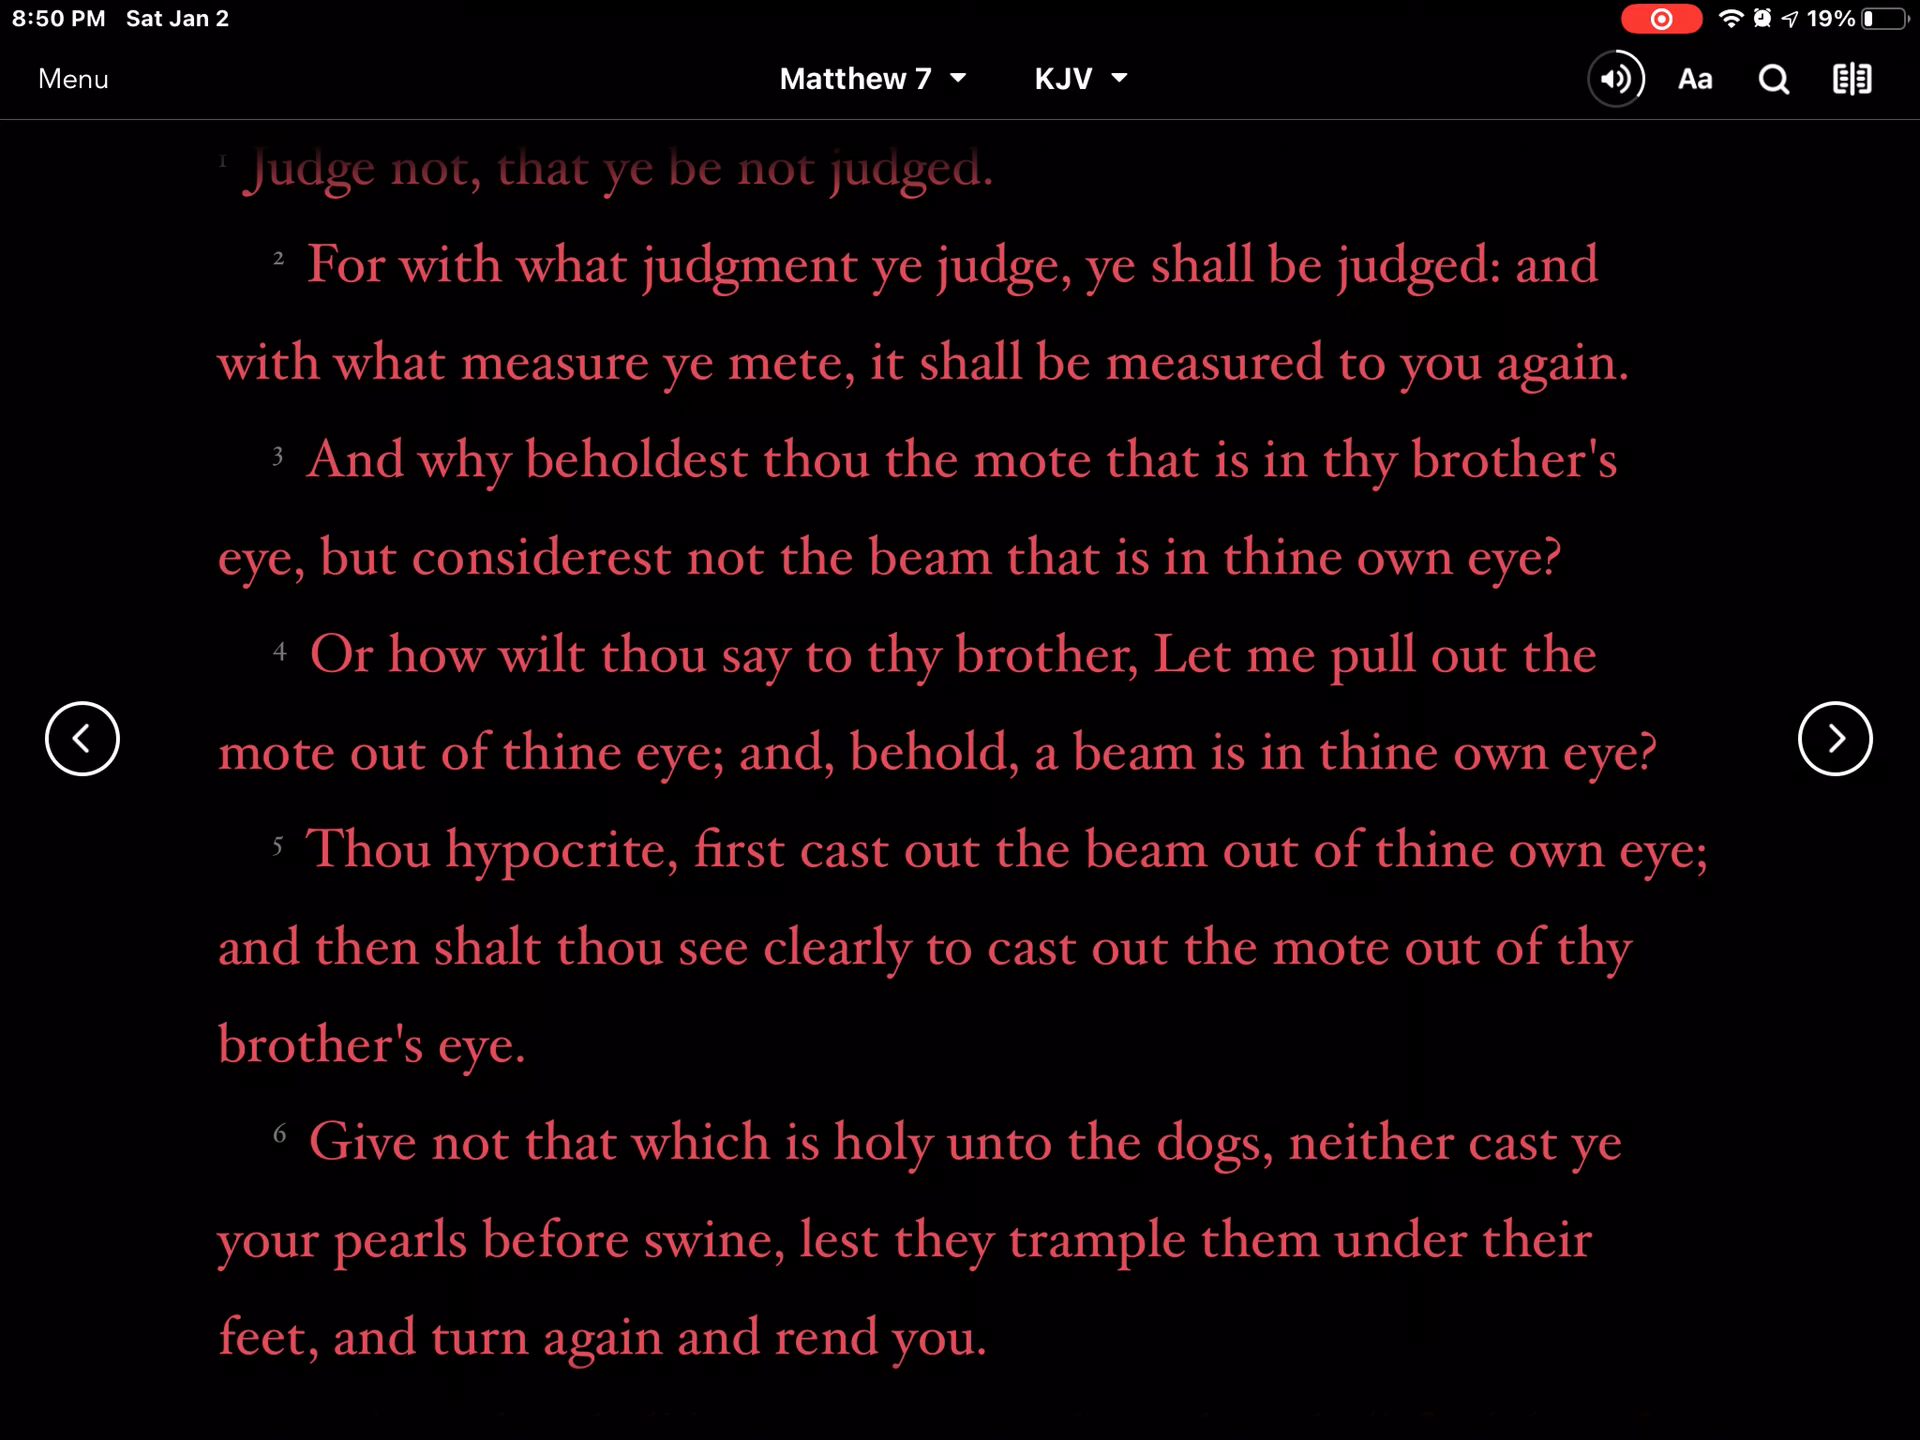 8:50 PM Sat Jan 2 19%
Menu Matthew 7 KJV Aa
1 Judge not, that ye be not judged.
2 For with what judgment ye judge, ye shall be judged: and
with what measure ye mete, it shall be measured to you again.
3 And why beholdest thou the mote that is in thy brother's
eye, but considerest not the beam that is in thine own eye?
4 Or how wilt thou say to thy brother, Let me pull out the
mote out of thine eye; and, behold, a beam is in thine own eye?
5 Thou hypocrite, first cast out the beam out of thine own eye;
and then shalt thou see clearly to cast out the mote out of thy
brother's eye.
6 Give not that which is holy unto the dogs, neither cast ye
your pearls before swine, lest they trample them under their
feet, and turn again and rend you.